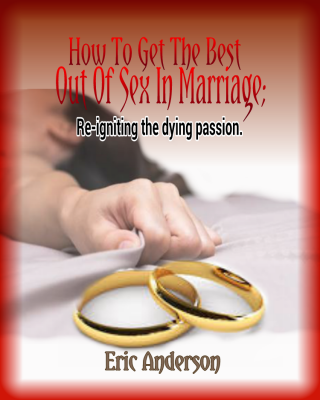 How To Get The Best
Out Of Sex In Marriage;
Re-igniting the dying passion.
Eric Anderson